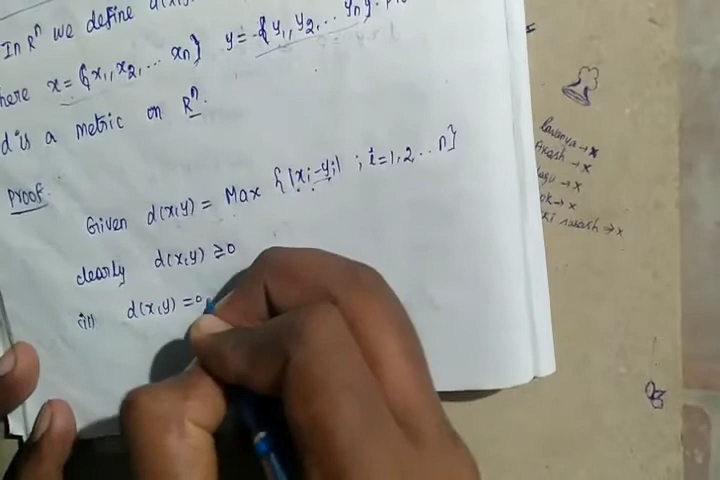 In Rⁿ we define
here x = {x₁, x₂, ... xₙ} y = {y₁, y₂, ... yₙ}.
d is a metric on Rⁿ.
Proof.
Given d(x,y) = Max {|xᵢ-yᵢ| ; i=1,2...n}
clearly d(x,y) ≥0
(ii) d(x,y) =0
Akash → x